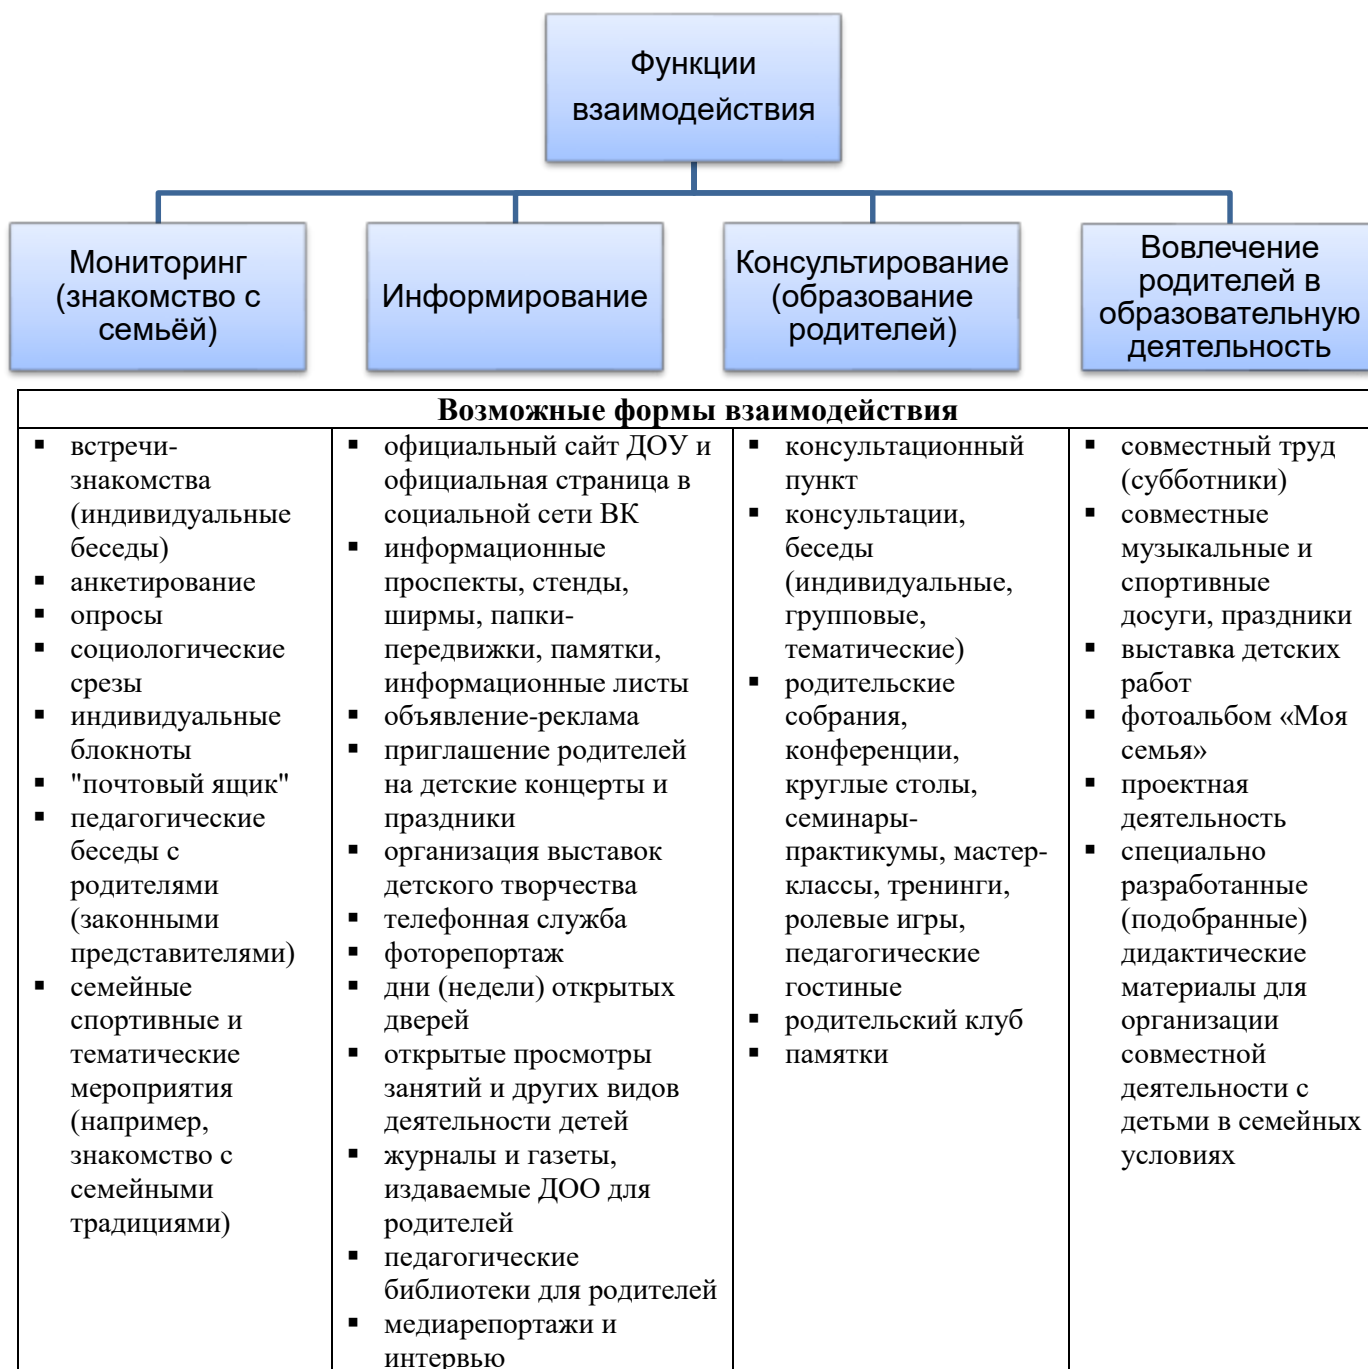 Функции
взаимодействия
Мониторинг
(знакомство с
семьёй)
Информирование
Консультирование
(образование
родителей)
Вовлечение
родителей в
образовательную
деятельность
Возможные формы взаимодействия
▪ встречи-
знакомства
(индивидуальные
беседы)
▪ анкетирование
▪ опросы
▪ социологические
срезы
▪ индивидуальные
блокноты
▪ "почтовый ящик"
▪ педагогические
беседы с
родителями
(законными
представителями)
▪ семейные
спортивные и
тематические
мероприятия
(например,
знакомство с
семейными
традициями)
▪ официальный сайт ДОУ и
официальная страница в
социальной сети ВК
▪ информационные
проспекты, стенды,
ширмы, папки-
передвижки, памятки,
информационные листы
▪ объявление-реклама
▪ приглашение родителей
на детские концерты и
праздники
▪ организация выставок
детского творчества
▪ телефонная служба
▪ фоторепортаж
▪ дни (недели) открытых
дверей
▪ открытые просмотры
занятий и других видов
деятельности детей
▪ журналы и газеты,
издаваемые ДОО для
родителей
▪ педагогические
библиотеки для родителей
▪ медиарепортажи и
интервью
▪ консультационный
пункт
▪ консультации,
беседы
(индивидуальные,
групповые,
тематические)
▪ родительские
собрания,
конференции,
круглые столы,
семинары-
практикумы, мастер-
классы, тренинги,
ролевые игры,
педагогические
гостиные
▪ родительский клуб
▪ памятки
▪ совместный труд
(субботники)
▪ совместные
музыкальные и
спортивные
досуги, праздники
▪ выставка детских
работ
▪ фотоальбом «Моя
семья»
▪ проектная
деятельность
▪ специально
разработанные
(подобранные)
дидактические
материалы для
организации
совместной
деятельности с
детьми в семейных
условиях